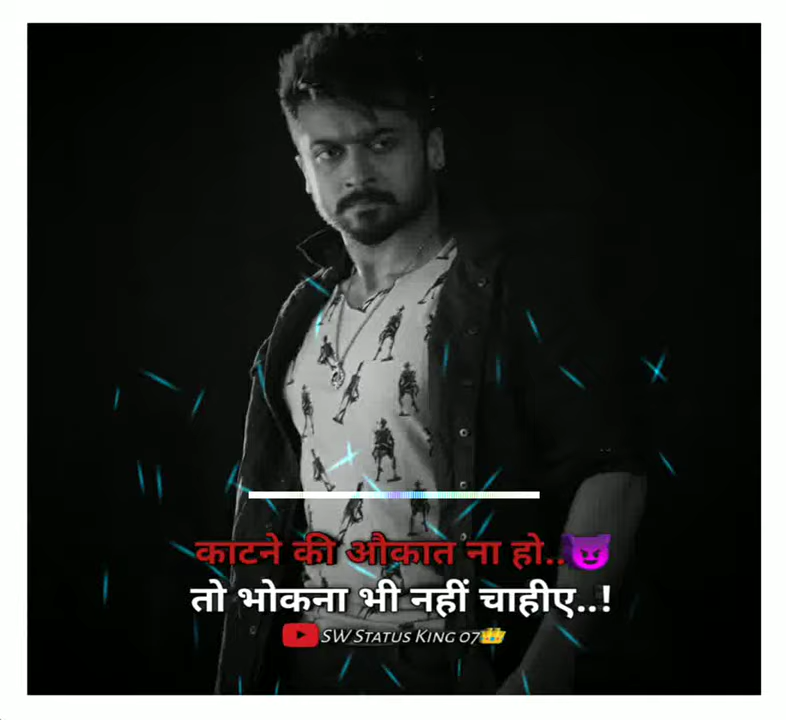 काटने की औकात ना हो..😈
तो भोकना भी नहीं चाहीए..!
SW STATUS KING 07👑